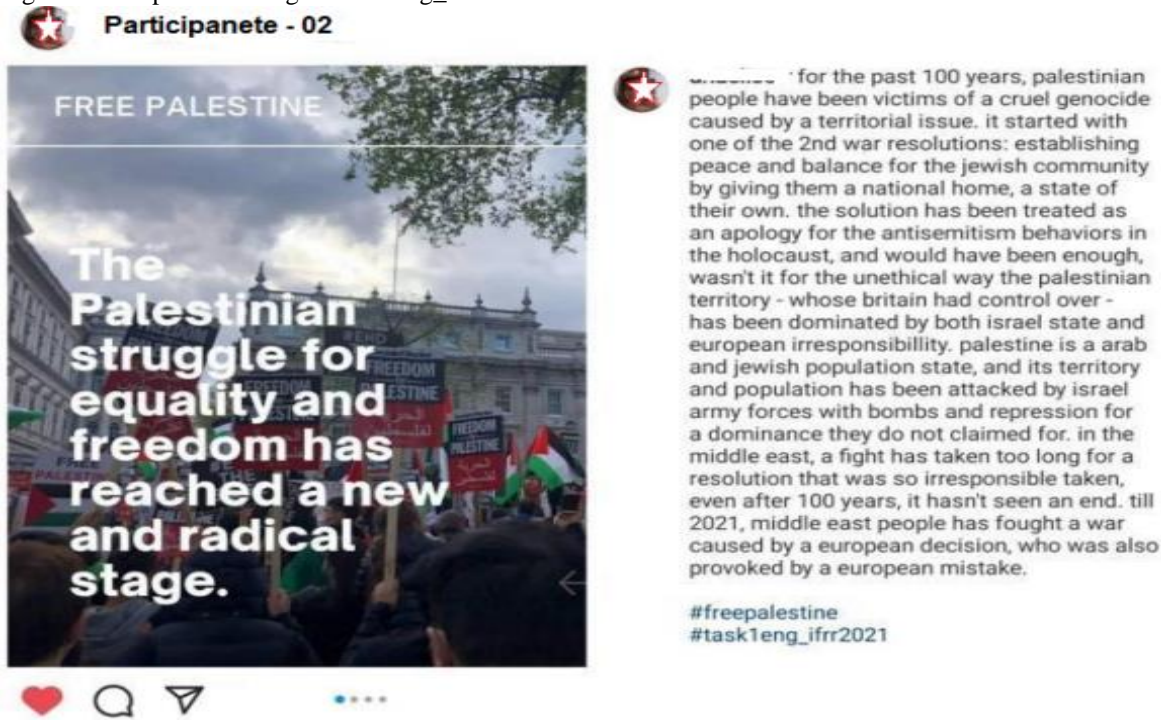 Participanete - 02
FREE PALESTINE
The
Palestinian
struggle for
equality and
freedom has
reached a new
and radical
stage.
FREEDOM
PALESTINE
FREEDOM
FREEDOM
PALESTINE
FREE
for the past 100 years, palestinian
people have been victims of a cruel genocide
caused by a territorial issue. it started with
one of the 2nd war resolutions: establishing
peace and balance for the jewish community
by giving them a national home, a state of
their own. the solution has been treated as
an apology for the antisemitism behaviors in
the holocaust, and would have been enough,
wasn't it for the unethical way the palestinian
territory - whose britain had control over -
has been dominated by both israel state and
european irresponsibillity. palestine is a arab
and jewish population state, and its territory
and population has been attacked by israel
army forces with bombs and repression for
a dominance they do not claimed for. in the
middle east, a fight has taken too long for a
resolution that was so irresponsible taken,
even after 100 years, it hasn't seen an end. till
2021, middle east people has fought a war
caused by a european decision, who was also
provoked by a european mistake.
#freepalestine
#task1eng_ifrr2021